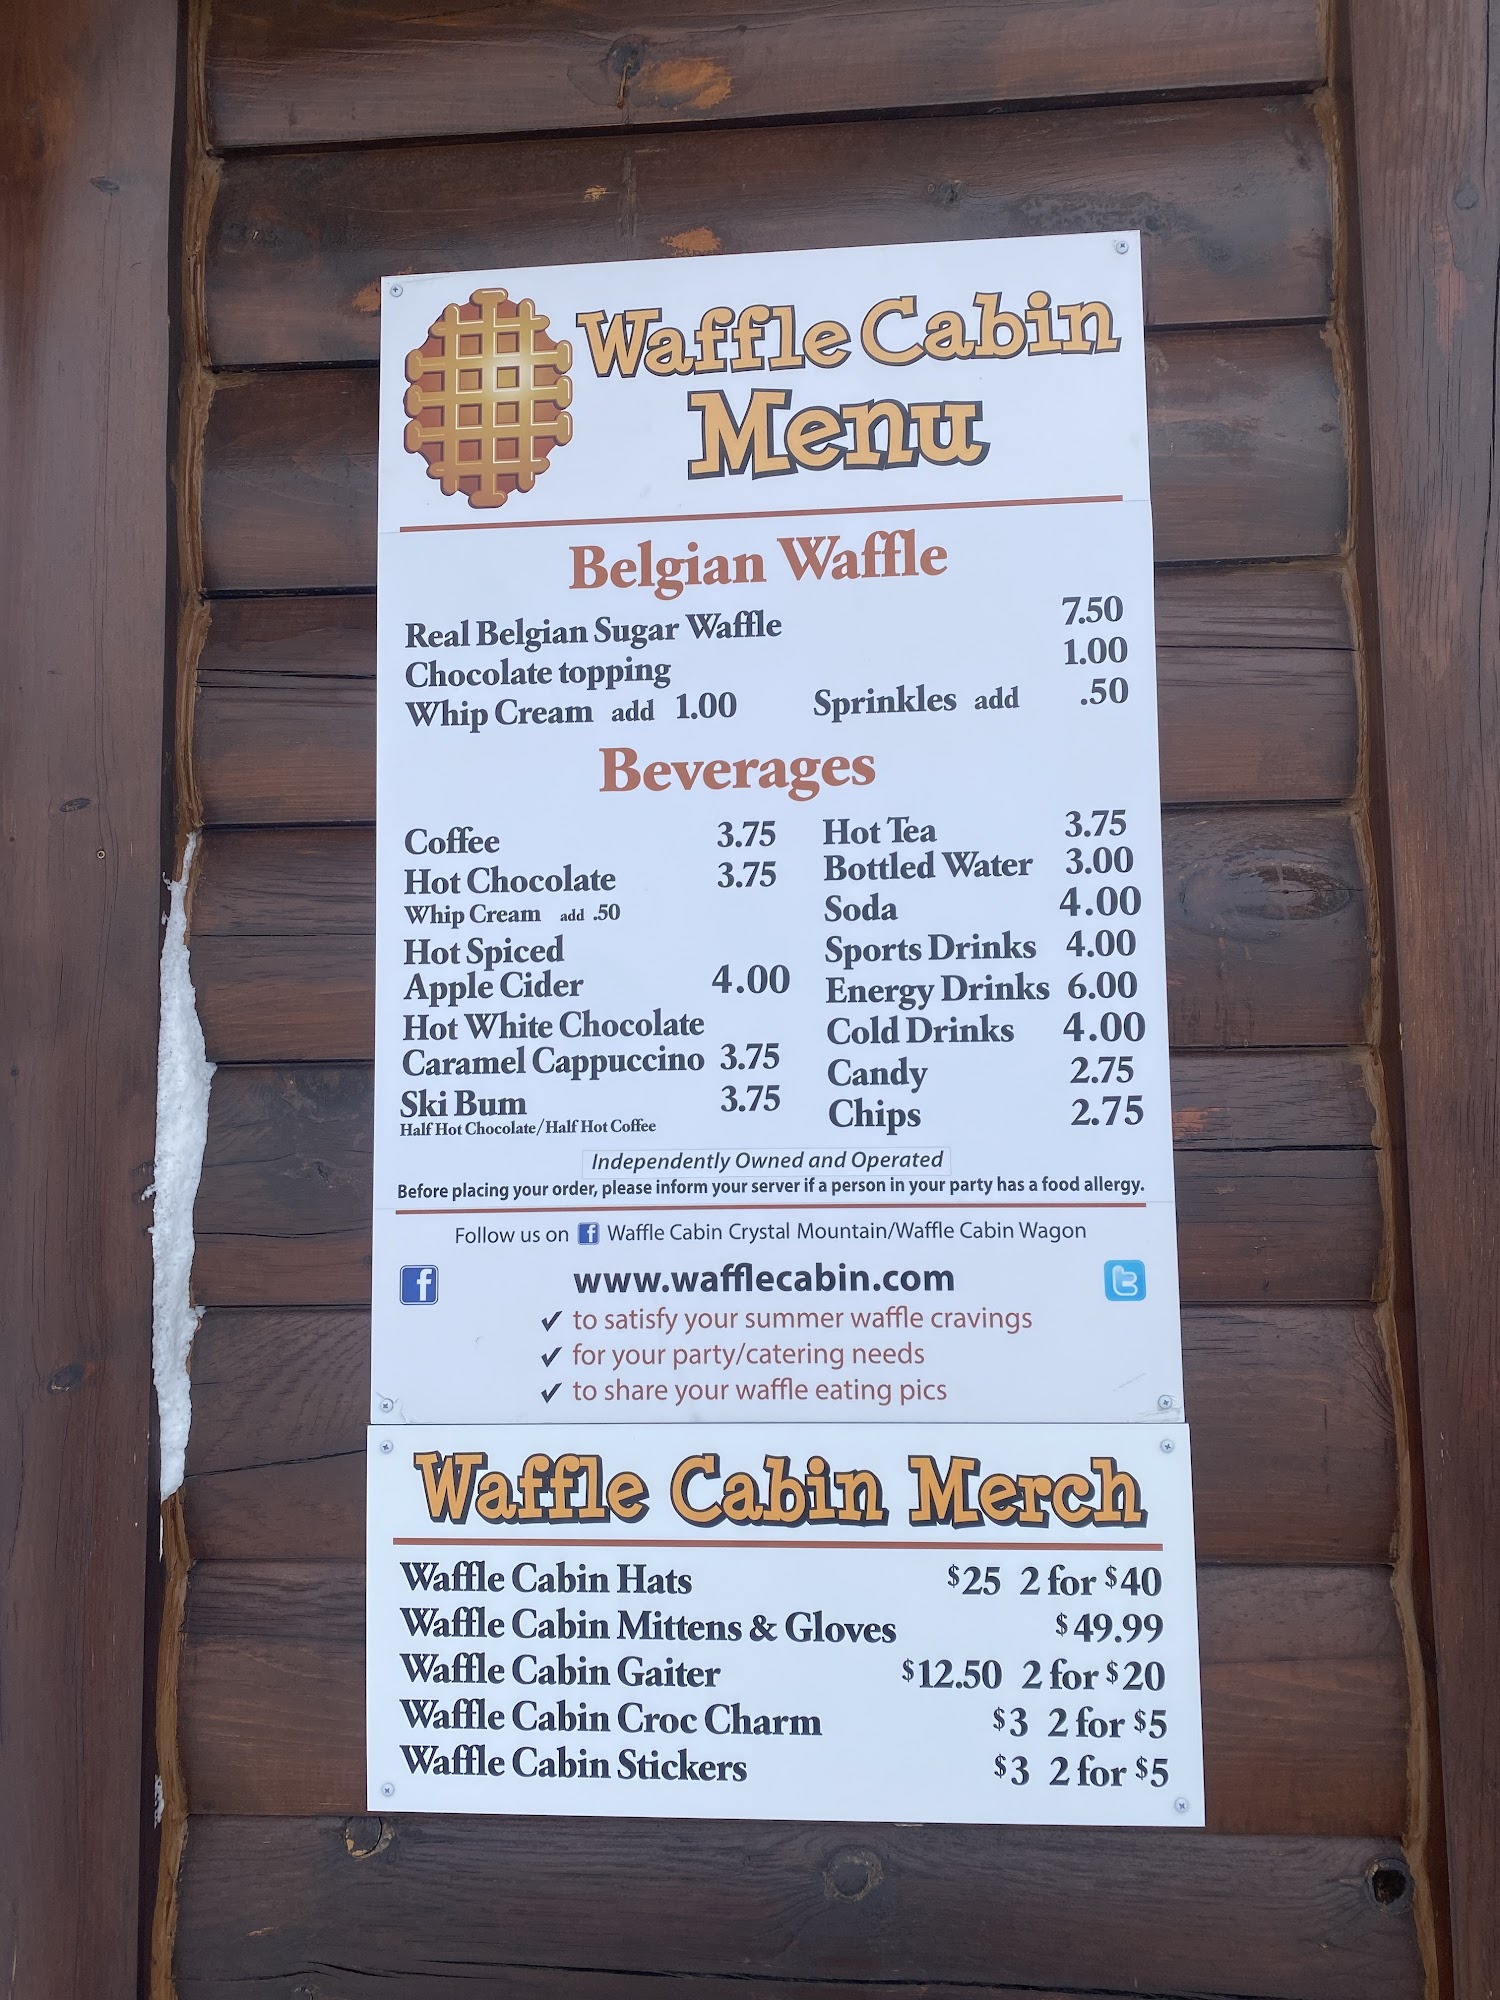 Waffle Cabin
Menu
Belgian Waffle
Real Belgian Sugar Waffle 7.50
Chocolate topping 1.00
Whip Cream add 1.00 Sprinkles add .50
Beverages
Coffee 3.75
Hot Chocolate 3.75
Whip Cream add .50
Hot Spiced
Apple Cider 4.00
Hot White Chocolate
Caramel Cappuccino 3.75
Ski Bum 3.75
Half Hot Chocolate/Half Hot Coffee
Hot Tea 3.75
Bottled Water 3.00
Soda 4.00
Sports Drinks 4.00
Energy Drinks 6.00
Cold Drinks 4.00
Candy 2.75
Chips 2.75
Independently Owned and Operated
Before placing your order, please inform your server if a person in your party has a food allergy.
Follow us on f Waffle Cabin Crystal Mountain/Waffle Cabin Wagon
f www.wafflecabin.com t
✓ to satisfy your summer waffle cravings
✓ for your party/catering needs
✓ to share your waffle eating pics
Waffle Cabin Merch
Waffle Cabin Hats $25 2 for $40
Waffle Cabin Mittens & Gloves $49.99
Waffle Cabin Gaiter $12.50 2 for $20
Waffle Cabin Croc Charm $3 2 for $5
Waffle Cabin Stickers $3 2 for $5